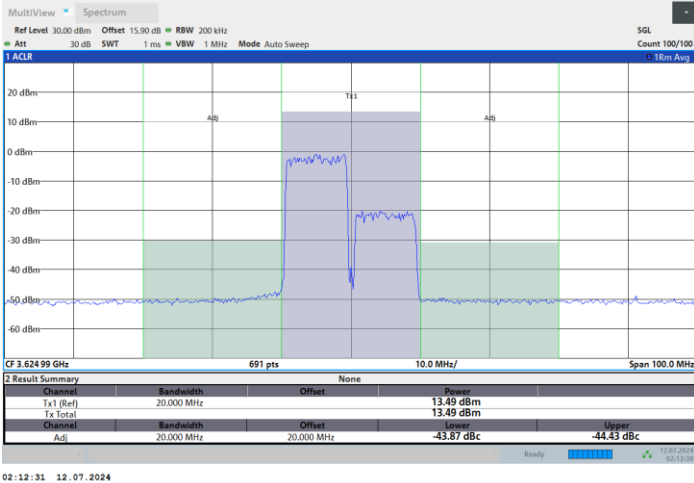 MultiView Spectrum
Ref Level 30.00 dBm Offset 15.90 dB RBW 200 kHz SGL
Att 30 dB SWT 1 ms VBW 1 MHz Mode Auto Sweep Count 100/100
1 ACLR 1Rm Avg
20 dBm
Tx1
10 dBm
Adj Adj
0 dBm
-10 dBm
-20 dBm
-30 dBm
-40 dBm
-50 dBm
-60 dBm
CF 3.624 99 GHz 691 pts 10.0 MHz/ Span 100.0 MHz
2 Result Summary None
Channel Bandwidth Offset Power
Tx1 (Ref) 20.000 MHz 13.49 dBm
Tx Total 13.49 dBm
Channel Bandwidth Offset Lower Upper
Adj 20.000 MHz 20.000 MHz -43.87 dBc -44.43 dBc
Ready 12.07.2024
02:12:30
02:12:31 12.07.2024